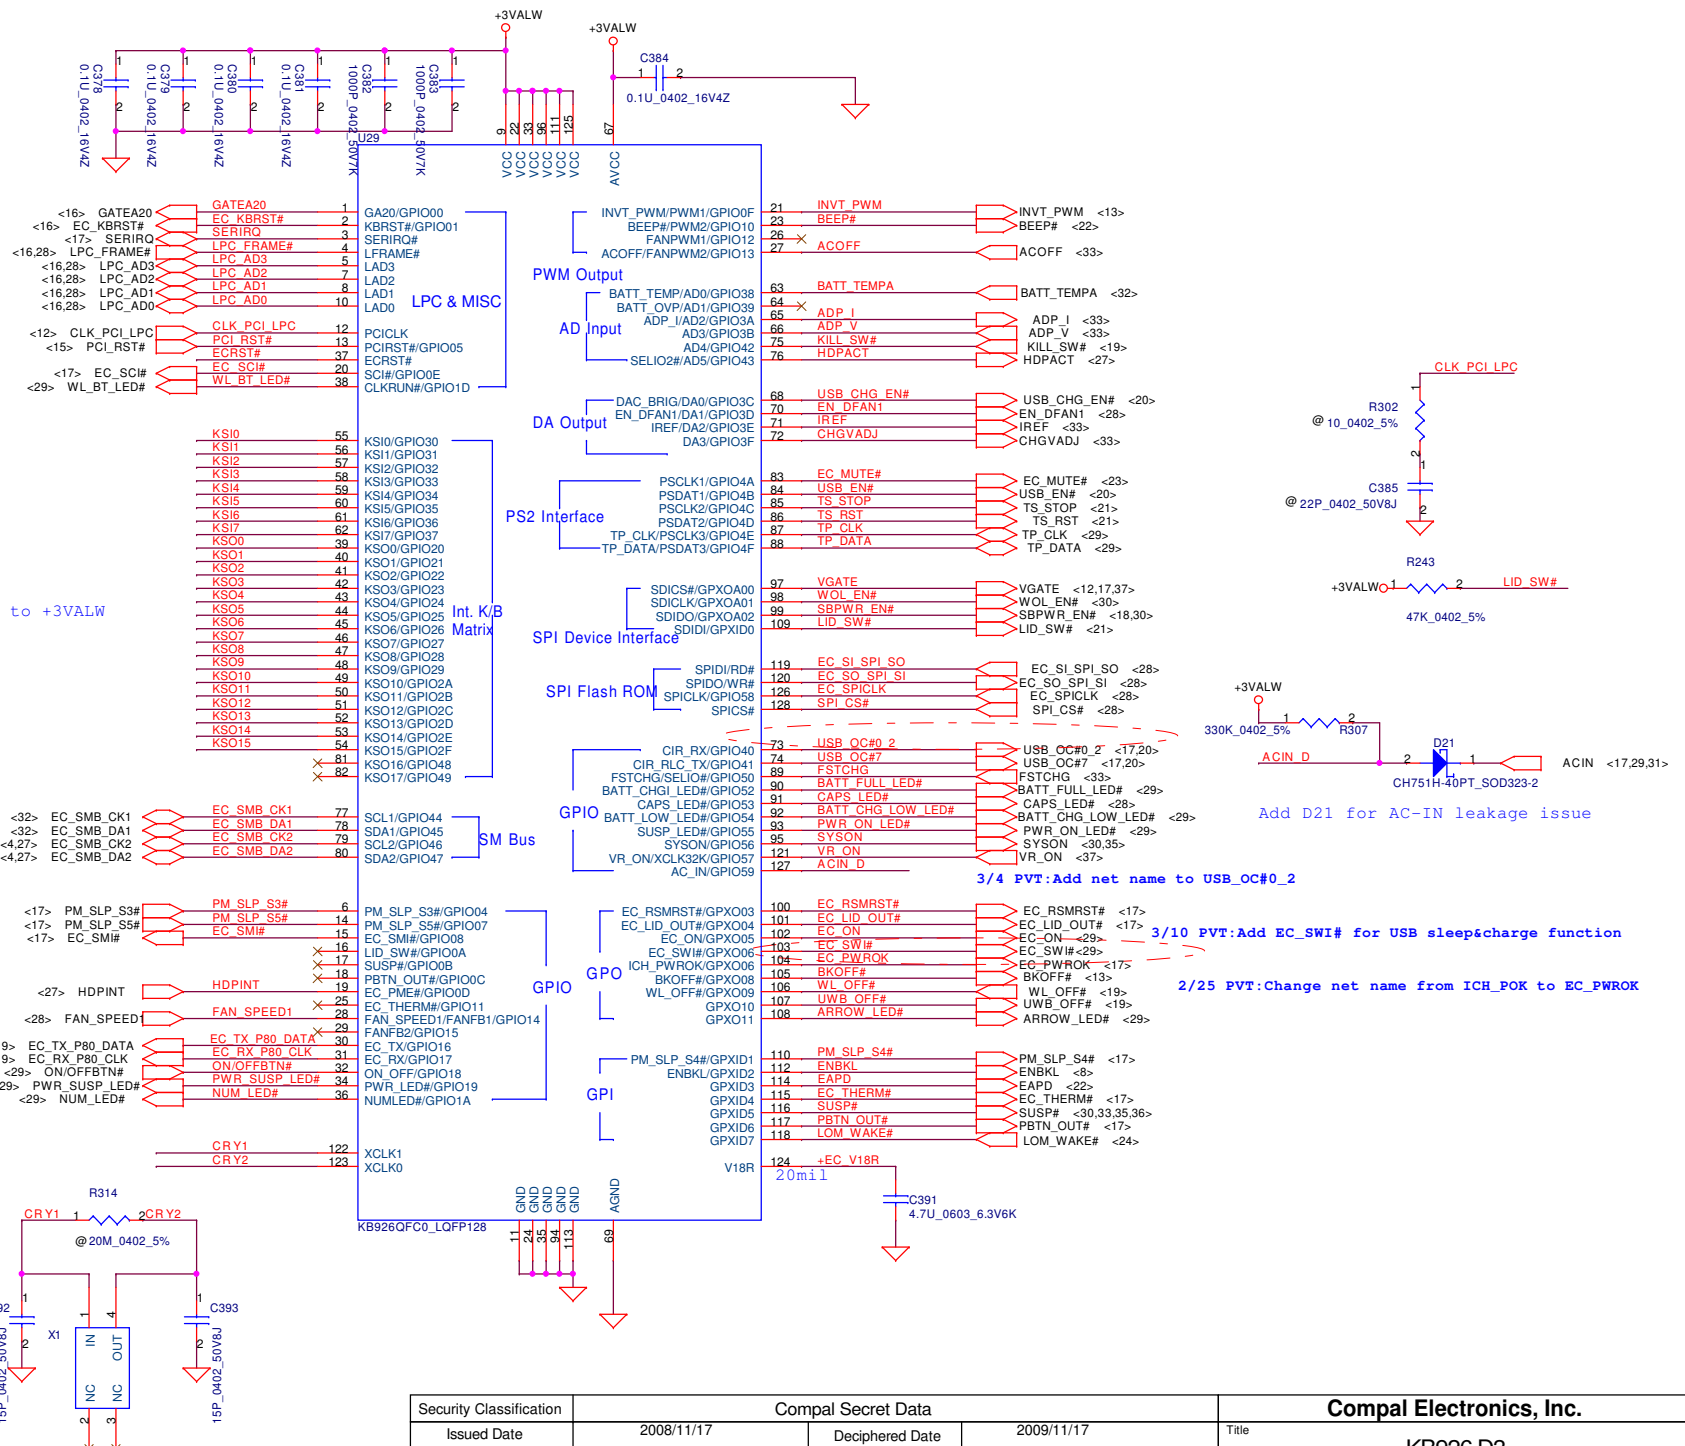 +3VALW
+3VALW
C378
0.1U_0402_16V4Z
C379
0.1U_0402_16V4Z
C380
0.1U_0402_16V4Z
C381
0.1U_0402_16V4Z
C382
1000P_0402_50V7K
C383
1000P_0402_50V7K
C384
0.1U_0402_16V4Z
U29
9 22 33 96 111 125 67
VCC VCC VCC VCC VCC VCC AVCC
<16> GATEA20 GATEA20 1 GA20/GPIO00
<16> EC_KBRST# EC_KBRST# 2 KBRST#/GPIO01
<17> SERIRQ SERIRQ 3 SERIRQ#
<16,28> LPC_FRAME# LPC_FRAME# 4 LFRAME#
<16,28> LPC_AD3 LPC_AD3 5 LAD3
<16,28> LPC_AD2 LPC_AD2 7 LAD2
<16,28> LPC_AD1 LPC_AD1 8 LAD1
<16,28> LPC_AD0 LPC_AD0 10 LAD0
LPC & MISC
<12> CLK_PCI_LPC CLK_PCI_LPC 12 PCICLK
<15> PCI_RST# PCI_RST# 13 PCIRST#/GPIO05
ECRST# 37 ECRST#
<17> EC_SCI# EC_SCI# 20 SCI#/GPIO0E
<29> WL_BT_LED# WL_BT_LED# 38 CLKRUN#/GPIO1D
KSI0 55 KSI0/GPIO30
KSI1 56 KSI1/GPIO31
KSI2 57 KSI2/GPIO32
KSI3 58 KSI3/GPIO33
KSI4 59 KSI4/GPIO34
KSI5 60 KSI5/GPIO35
KSI6 61 KSI6/GPIO36
KSI7 62 KSI7/GPIO37
KSO0 39 KSO0/GPIO20
KSO1 40 KSO1/GPIO21
KSO2 41 KSO2/GPIO22
KSO3 42 KSO3/GPIO23
KSO4 43 KSO4/GPIO24
KSO5 44 KSO5/GPIO25
KSO6 45 KSO6/GPIO26
KSO7 46 KSO7/GPIO27
KSO8 47 KSO8/GPIO28
KSO9 48 KSO9/GPIO29
KSO10 49 KSO10/GPIO2A
KSO11 50 KSO11/GPIO2B
KSO12 51 KSO12/GPIO2C
KSO13 52 KSO13/GPIO2D
KSO14 53 KSO14/GPIO2E
KSO15 54 KSO15/GPIO2F
81 KSO16/GPIO48
82 KSO17/GPIO49
Int. K/B
Matrix
to +3VALW
<32> EC_SMB_CK1 EC_SMB_CK1 77 SCL1/GPIO44
<32> EC_SMB_DA1 EC_SMB_DA1 78 SDA1/GPIO45
<4,27> EC_SMB_CK2 EC_SMB_CK2 79 SCL2/GPIO46
<4,27> EC_SMB_DA2 EC_SMB_DA2 80 SDA2/GPIO47
SM Bus
<17> PM_SLP_S3# PM_SLP_S3# 6 PM_SLP_S3#/GPIO04
<17> PM_SLP_S5# PM_SLP_S5# 14 PM_SLP_S5#/GPIO07
<17> EC_SMI# EC_SMI# 15 EC_SMI#/GPIO08
16 LID_SW#/GPIO0A
17 SUSP#/GPIO0B
18 PBTN_OUT#/GPIO0C
<27> HDPINT HDPINT 19 EC_PME#/GPIO0D
25 EC_THERM#/GPIO11
<28> FAN_SPEED1 FAN_SPEED1 28 FAN_SPEED1/FANFB1/GPIO14
29 FANFB2/GPIO15
9> EC_TX_P80_DATA EC_TX_P80_DATA 30 EC_TX/GPIO16
9> EC_RX_P80_CLK EC_RX_P80_CLK 31 EC_RX/GPIO17
<29> ON/OFFBTN# ON/OFFBTN# 32 ON_OFF/GPIO18
29> PWR_SUSP_LED# PWR_SUSP_LED# 34 PWR_LED#/GPIO19
<29> NUM_LED# NUM_LED# 36 NUMLED#/GPIO1A
GPIO
CRY1 122 XCLK1
CRY2 123 XCLK0
INVT_PWM/PWM1/GPIO0F 21 INVT_PWM INVT_PWM <13>
BEEP#/PWM2/GPIO10 23 BEEP# BEEP# <22>
FANPWM1/GPIO12 26
ACOFF/FANPWM2/GPIO13 27 ACOFF ACOFF <33>
PWM Output
BATT_TEMP/AD0/GPIO38 63 BATT_TEMPA BATT_TEMPA <32>
BATT_OVP/AD1/GPIO39 64
ADP_I/AD2/GPIO3A 65 ADP_I ADP_I <33>
AD3/GPIO3B 66 ADP_V ADP_V <33>
AD4/GPIO42 75 KILL_SW# KILL_SW# <19>
SELIO2#/AD5/GPIO43 76 HDPACT HDPACT <27>
AD Input
DAC_BRIG/DA0/GPIO3C 68 USB_CHG_EN# USB_CHG_EN# <20>
EN_DFAN1/DA1/GPIO3D 70 EN_DFAN1 EN_DFAN1 <28>
IREF/DA2/GPIO3E 71 IREF IREF <33>
DA3/GPIO3F 72 CHGVADJ CHGVADJ <33>
DA Output
PSCLK1/GPIO4A 83 EC_MUTE# EC_MUTE# <23>
PSDAT1/GPIO4B 84 USB_EN# USB_EN# <20>
PSCLK2/GPIO4C 85 TS_STOP TS_STOP <21>
PSDAT2/GPIO4D 86 TS_RST TS_RST <21>
TP_CLK/PSCLK3/GPIO4E 87 TP_CLK TP_CLK <29>
TP_DATA/PSDAT3/GPIO4F 88 TP_DATA TP_DATA <29>
PS2 Interface
SDICS#/GPXOA00 97 VGATE VGATE <12,17,37>
SDICLK/GPXOA01 98 WOL_EN# WOL_EN# <30>
SDIDO/GPXOA02 99 SBPWR_EN# SBPWR_EN# <18,30>
SDIDI/GPXID0 109 LID_SW# LID_SW# <21>
SPI Device Interface
SPIDI/RD# 119 EC_SI_SPI_SO EC_SI_SPI_SO <28>
SPIDO/WR# 120 EC_SO_SPI_SI EC_SO_SPI_SI <28>
SPICLK/GPIO58 126 EC_SPICLK EC_SPICLK <28>
SPICS# 128 SPI_CS# SPI_CS# <28>
SPI Flash ROM
CIR_RX/GPIO40 73 USB_OC#0_2 USB_OC#0_2 <17,20>
CIR_RLC_TX/GPIO41 74 USB_OC#7 USB_OC#7 <17,20>
FSTCHG/SELIO#/GPIO50 89 FSTCHG FSTCHG <33>
BATT_CHGI_LED#/GPIO52 90 BATT_FULL_LED# BATT_FULL_LED# <29>
CAPS_LED#/GPIO53 91 CAPS_LED# CAPS_LED# <28>
BATT_LOW_LED#/GPIO54 92 BATT_CHG_LOW_LED# BATT_CHG_LOW_LED# <29>
SUSP_LED#/GPIO55 93 PWR_ON_LED# PWR_ON_LED# <29>
SYSON/GPIO56 95 SYSON SYSON <30,35>
VR_ON/XCLK32K/GPIO57 121 VR_ON VR_ON <37>
AC_IN/GPIO59 127 ACIN_D
GPIO
3/4 PVT:Add net name to USB_OC#0_2
EC_RSMRST#/GPXO03 100 EC_RSMRST# EC_RSMRST# <17>
EC_LID_OUT#/GPXO04 101 EC_LID_OUT# EC_LID_OUT# <17>
EC_ON/GPXO05 102 EC_ON EC_ON <29>
EC_SWI#/GPXO06 103 EC_SWI# EC_SWI# <29>
ICH_PWROK/GPXO06 104 EC_PWROK EC_PWROK <17>
BKOFF#/GPXO08 105 BKOFF# BKOFF# <13>
WL_OFF#/GPXO09 106 WL_OFF# WL_OFF# <19>
GPXO10 107 UWB_OFF# UWB_OFF# <19>
GPXO11 108 ARROW_LED# ARROW_LED# <29>
GPO
3/10 PVT:Add EC_SWI# for USB sleep&charge function
2/25 PVT:Change net name from ICH_POK to EC_PWROK
PM_SLP_S4#/GPXID1 110 PM_SLP_S4# PM_SLP_S4# <17>
ENBKL/GPXID2 112 ENBKL ENBKL <8>
GPXID3 114 EAPD EAPD <22>
GPXID4 115 EC_THERM# EC_THERM# <17>
GPXID5 116 SUSP# SUSP# <30,33,35,36>
GPXID6 117 PBTN_OUT# PBTN_OUT# <17>
GPXID7 118 LOM_WAKE# LOM_WAKE# <24>
GPI
V18R 124 +EC_V18R
20mil
C391
4.7U_0603_6.3V6K
GND GND GND GND GND AGND
11 24 35 94 113 69
KB926QFC0_LQFP128
CLK_PCI_LPC
1
R302
@ 10_0402_5%
2
1
C385
@ 22P_0402_50V8J
2
R243
+3VALW 1 2 LID_SW#
47K_0402_5%
+3VALW
1 2
330K_0402_5% R307
ACIN_D 2 D21 1 ACIN <17,29,31>
CH751H-40PT_SOD323-2
Add D21 for AC-IN leakage issue
R314
CRY1 1 2 CRY2
@ 20M_0402_5%
92
15P_0402_50V8J
X1
IN OUT
NC NC
1 4 2 3
C393
15P_0402_50V8J
Security Classification Compal Secret Data Compal Electronics, Inc.
Issued Date 2008/11/17 Deciphered Date 2009/11/17 Title
KB926 D2